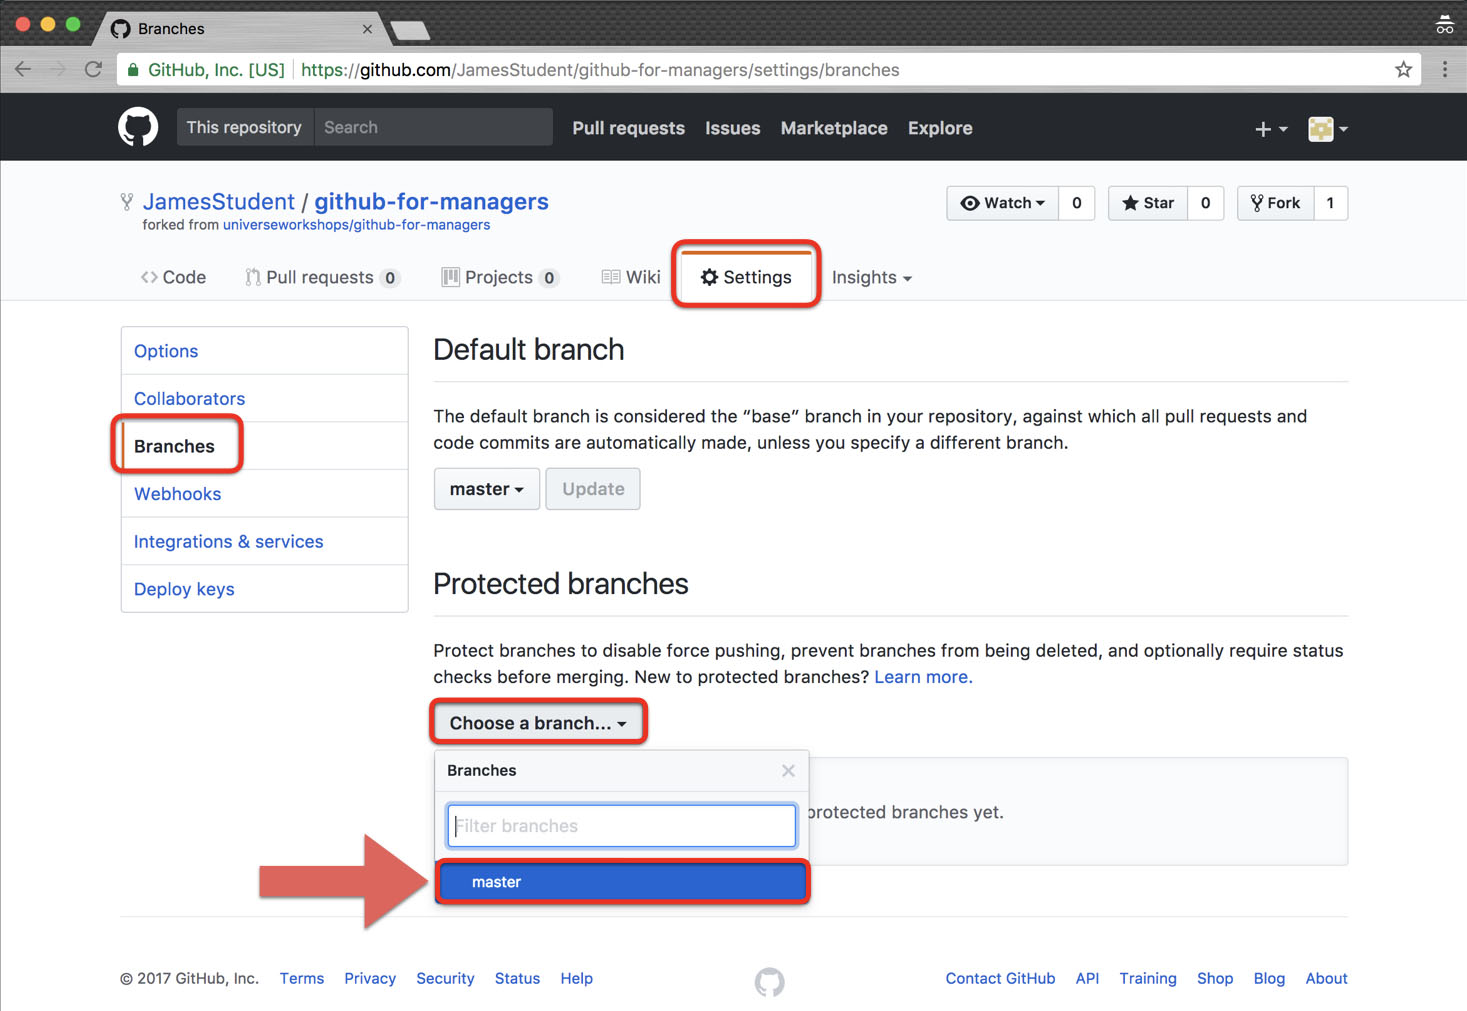 Branches
GitHub, Inc. [US] https://github.com/JamesStudent/github-for-managers/settings/branches
This repository Search Pull requests Issues Marketplace Explore
JamesStudent / github-for-managers Watch 0 Star 0 Fork 1
forked from universeworkshops/github-for-managers
Code Pull requests 0 Projects 0 Wiki Settings Insights
Options
Collaborators
Branches
Webhooks
Integrations & services
Deploy keys
Default branch
The default branch is considered the “base” branch in your repository, against which all pull requests and
code commits are automatically made, unless you specify a different branch.
master Update
Protected branches
Protect branches to disable force pushing, prevent branches from being deleted, and optionally require status
checks before merging. New to protected branches? Learn more.
Choose a branch...
Branches
Filter branches
protected branches yet.
master
© 2017 GitHub, Inc. Terms Privacy Security Status Help Contact GitHub API Training Shop Blog About